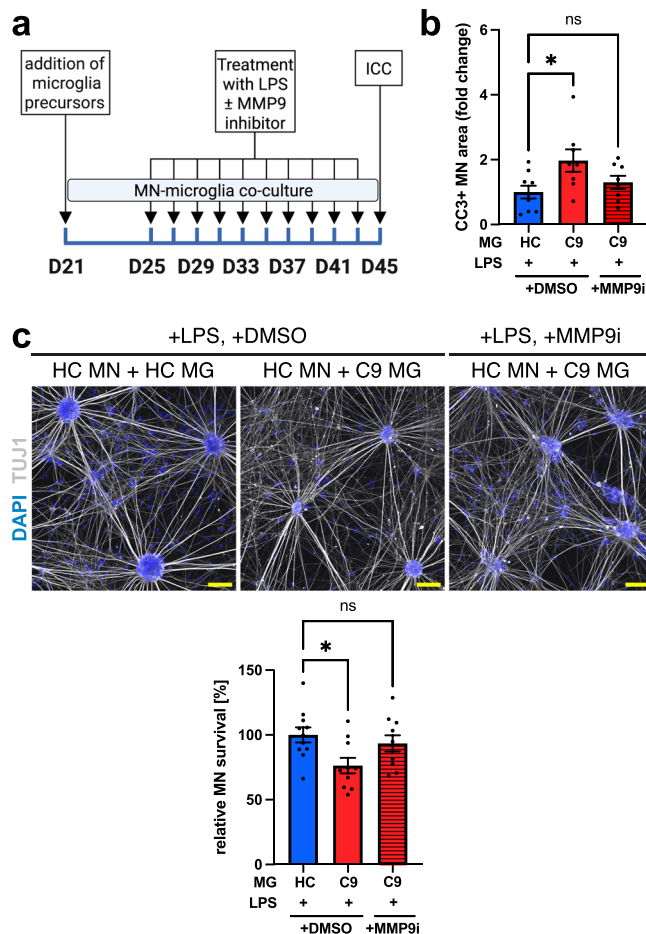 a
addition of
microglia
precursors
Treatment
with LPS
± MMP9
inhibitor
ICC
MN-microglia co-culture
D21 D25 D29 D33 D37 D41 D45
b
CC3+ MN area (fold change)
6
4
2
0
ns
*
MG HC C9 C9
LPS + + +
+DMSO +MMP9i
c
+LPS, +DMSO +LPS, +MMP9i
HC MN + HC MG HC MN + C9 MG HC MN + C9 MG
DAPI TUJ1
relative MN survival [%]
150
100
50
0
ns
*
MG HC C9 C9
LPS + + +
+DMSO +MMP9i